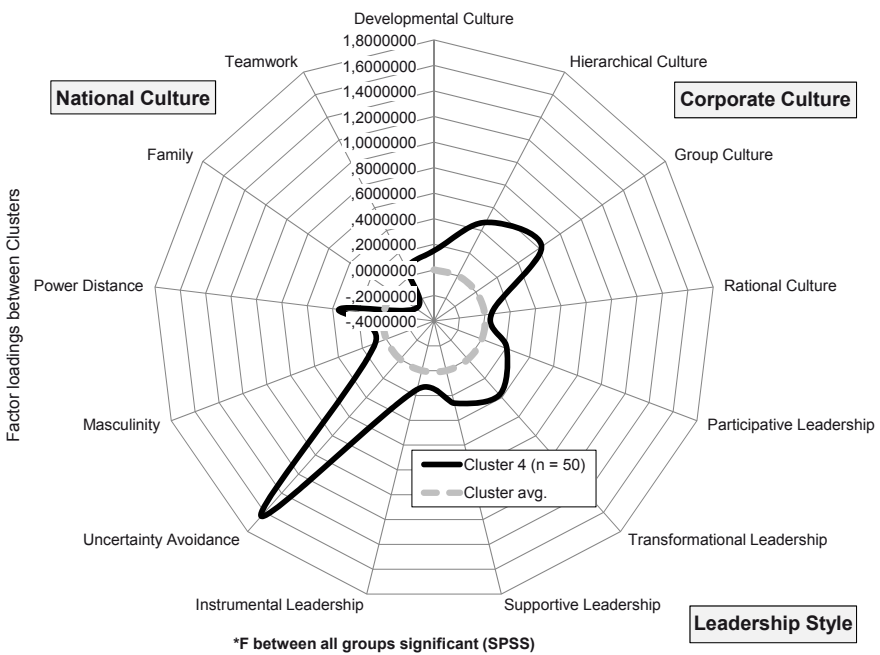 Developmental Culture
1,8000000
1,6000000
1,4000000
1,2000000
1,0000000
,8000000
,6000000
,4000000
,2000000
,0000000
-,2000000
-,4000000
Hierarchical Culture
Group Culture
Rational Culture
Participative Leadership
Transformational Leadership
Supportive Leadership
Instrumental Leadership
Uncertainty Avoidance
Masculinity
Power Distance
Family
Teamwork
National Culture
Corporate Culture
Leadership Style
Factor loadings between Clusters
Cluster 4 (n = 50)
Cluster avg.
*F between all groups significant (SPSS)